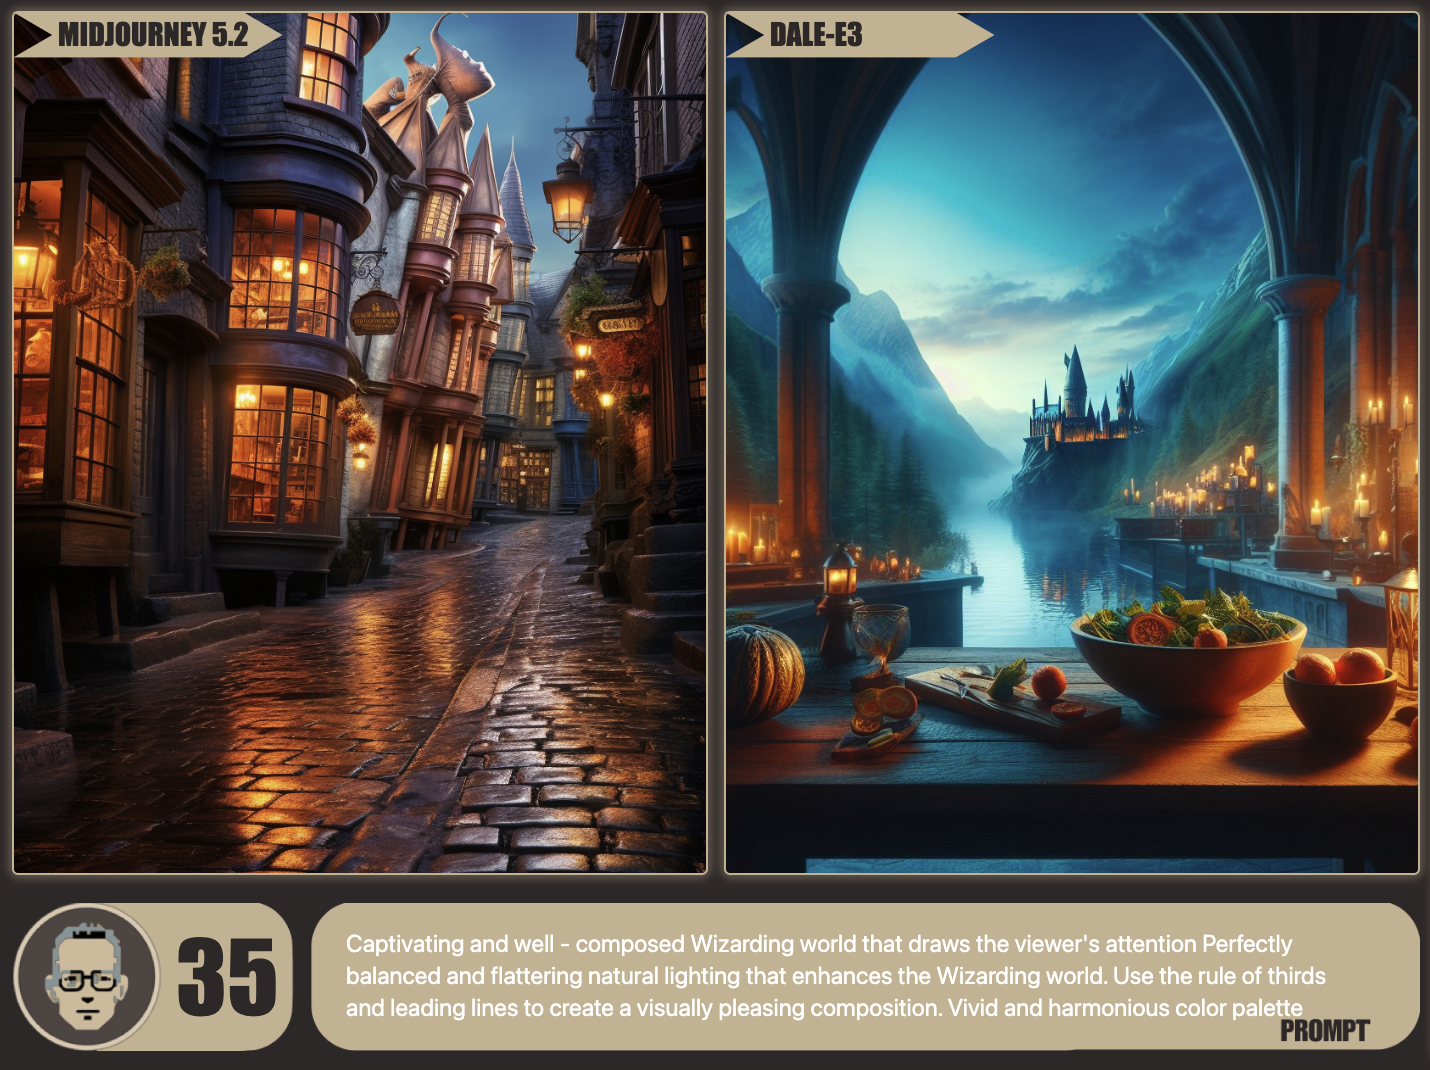 MIDJOURNEY 5.2
DALE-E3
35
Captivating and well - composed Wizarding world that draws the viewer's attention Perfectly
balanced and flattering natural lighting that enhances the Wizarding world. Use the rule of thirds
and leading lines to create a visually pleasing composition. Vivid and harmonious color palette
PROMPT